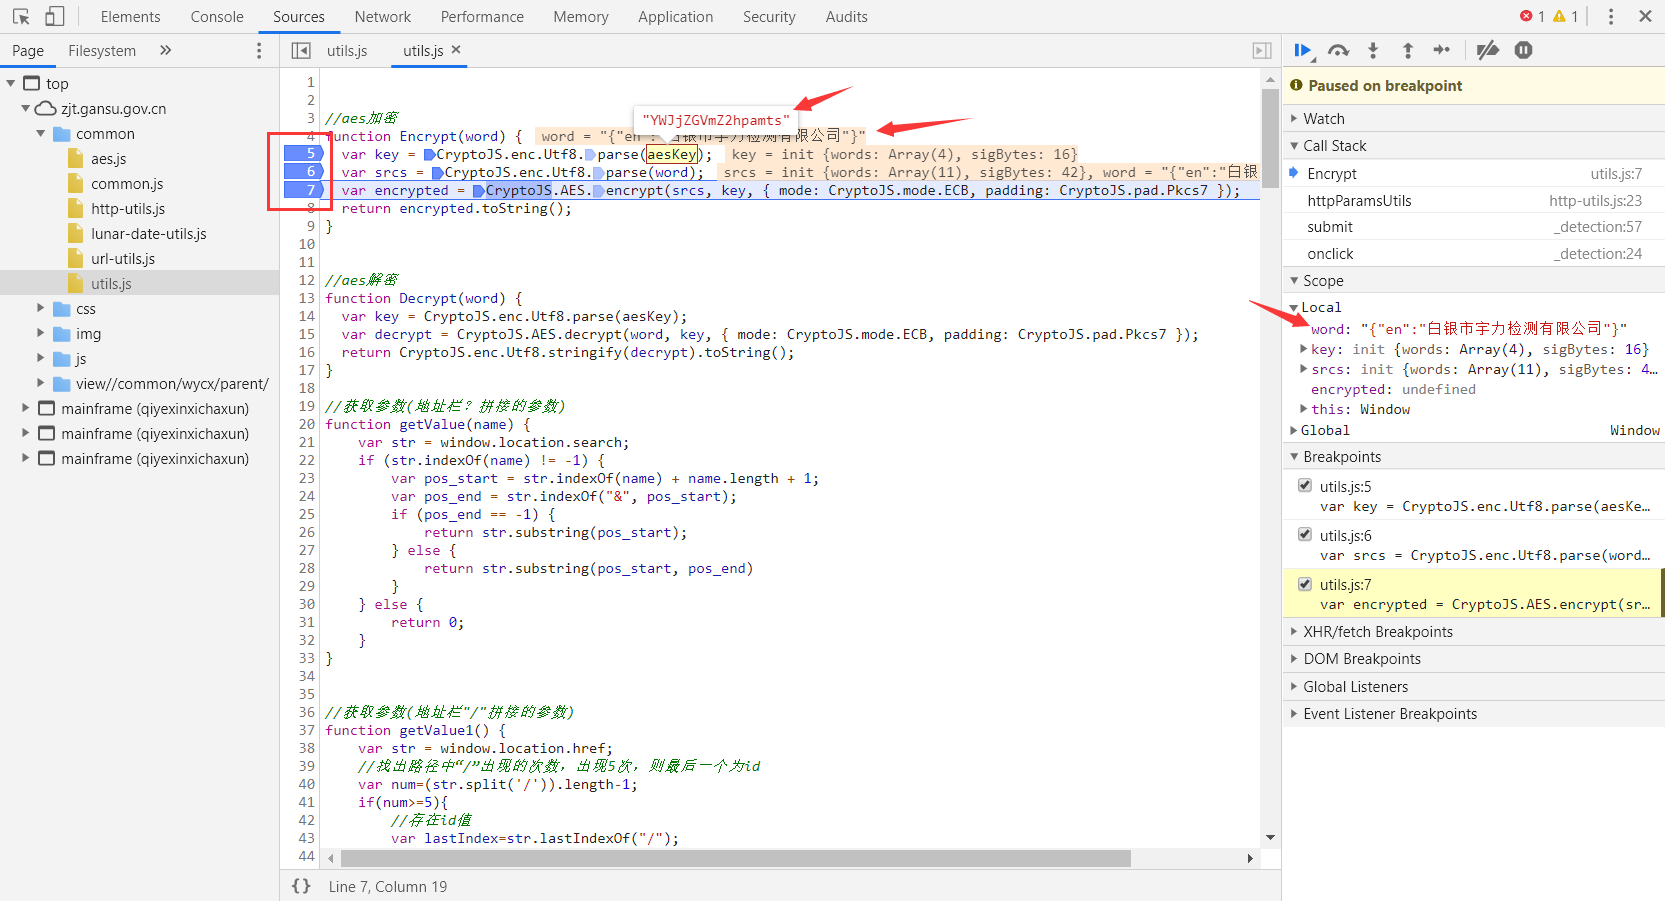 Elements Console Sources Network Performance Memory Application Security Audits 1 1
Page Filesystem »
top
zjt.gansu.gov.cn
common
aes.js
common.js
http-utils.js
lunar-date-utils.js
url-utils.js
utils.js
css
img
js
view//common/wycx/parent/
mainframe (qiyexinxichaxun)
mainframe (qiyexinxichaxun)
mainframe (qiyexinxichaxun)
utils.js utils.js ×
"YWJjZGVmZ2hpamts"
1
2
3 //aes加密
4 function Encrypt(word) { word = "{"en":"白银市宇力检测有限公司"}"
5 var key = CryptoJS.enc.Utf8.parse(aesKey); key = init {words: Array(4), sigBytes: 16}
6 var srcs = CryptoJS.enc.Utf8.parse(word); srcs = init {words: Array(11), sigBytes: 42}, word = "{"en":"白银
7 var encrypted = CryptoJS.AES.encrypt(srcs, key, { mode: CryptoJS.mode.ECB, padding: CryptoJS.pad.Pkcs7 });
8 return encrypted.toString();
9 }
10
11
12 //aes解密
13 function Decrypt(word) {
14 var key = CryptoJS.enc.Utf8.parse(aesKey);
15 var decrypt = CryptoJS.AES.decrypt(word, key, { mode: CryptoJS.mode.ECB, padding: CryptoJS.pad.Pkcs7 });
16 return CryptoJS.enc.Utf8.stringify(decrypt).toString();
17 }
18
19 //获取参数(地址栏? 拼接的参数)
20 function getValue(name) {
21 var str = window.location.search;
22 if (str.indexOf(name) != -1) {
23 var pos_start = str.indexOf(name) + name.length + 1;
24 var pos_end = str.indexOf("&", pos_start);
25 if (pos_end == -1) {
26 return str.substring(pos_start);
27 } else {
28 return str.substring(pos_start, pos_end)
29 }
30 } else {
31 return 0;
32 }
33 }
34
35
36 //获取参数(地址栏"/"拼接的参数)
37 function getValue1() {
38 var str = window.location.href;
39 //找出路径中“/”出现的次数，出现5次，则最后一个为id
40 var num=(str.split('/')).length-1;
41 if(num>=5){
42 //存在id值
43 var lastIndex=str.lastIndexOf("/");
44
{} Line 7, Column 19
Paused on breakpoint
Watch
Call Stack
Encrypt utils.js:7
httpParamsUtils http-utils.js:23
submit _detection:57
onclick _detection:24
Scope
Local
word: "{"en":"白银市宇力检测有限公司"}"
key: init {words: Array(4), sigBytes: 16}
srcs: init {words: Array(11), sigBytes: 4…
encrypted: undefined
this: Window
Global Window
Breakpoints
utils.js:5
var key = CryptoJS.enc.Utf8.parse(aesKe…
utils.js:6
var srcs = CryptoJS.enc.Utf8.parse(word…
utils.js:7
var encrypted = CryptoJS.AES.encrypt(sr…
XHR/fetch Breakpoints
DOM Breakpoints
Global Listeners
Event Listener Breakpoints